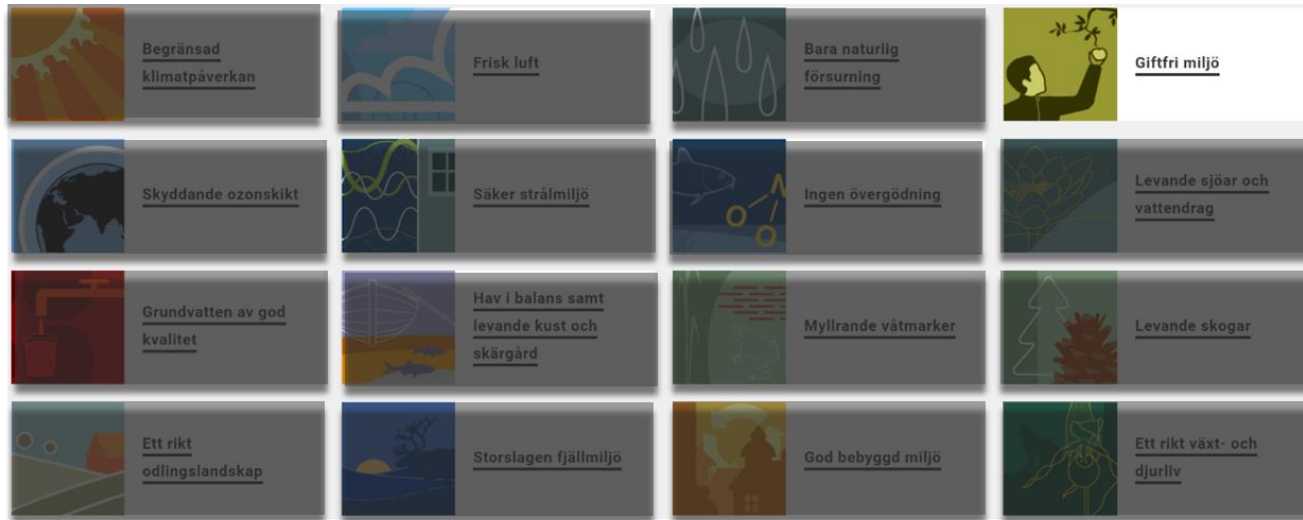 Begränsad
klimatpåverkan
Frisk luft
Bara naturlig
försurning
Giftfri miljö
Skyddande ozonskikt
Säker strålmiljö
Ingen övergödning
N
O
O
Levande sjöar och
vattendrag
Grundvatten av god
kvalitet
Hav i balans samt
levande kust och
skärgård
Myllrande våtmarker
Levande skogar
Ett rikt
odlingslandskap
Storslagen fjällmiljö
God bebyggd miljö
Ett rikt växt- och
djurliv